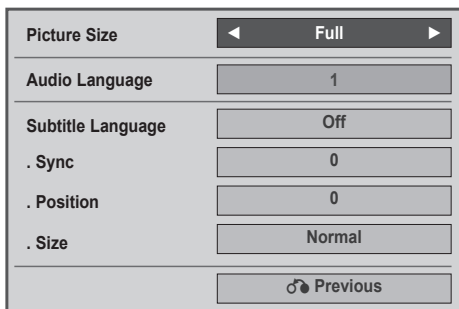 Picture Size ◄ Full ►
Audio Language 1
Subtitle Language Off
. Sync 0
. Position 0
. Size Normal
Previous